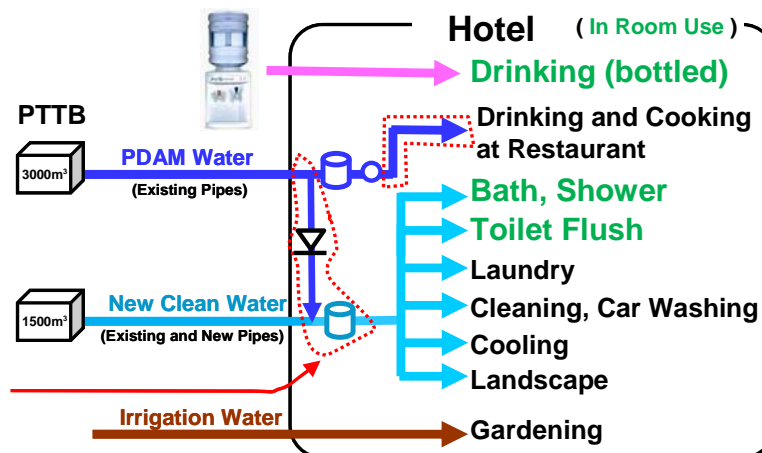 Hotel ( In Room Use )
Drinking (bottled)
PTTB
Drinking and Cooking
at Restaurant
3000m³
PDAM Water
(Existing Pipes)
Bath, Shower
Toilet Flush
Laundry
1500m³
New Clean Water
(Existing and New Pipes)
Cleaning, Car Washing
Cooling
Landscape
Irrigation Water
Gardening